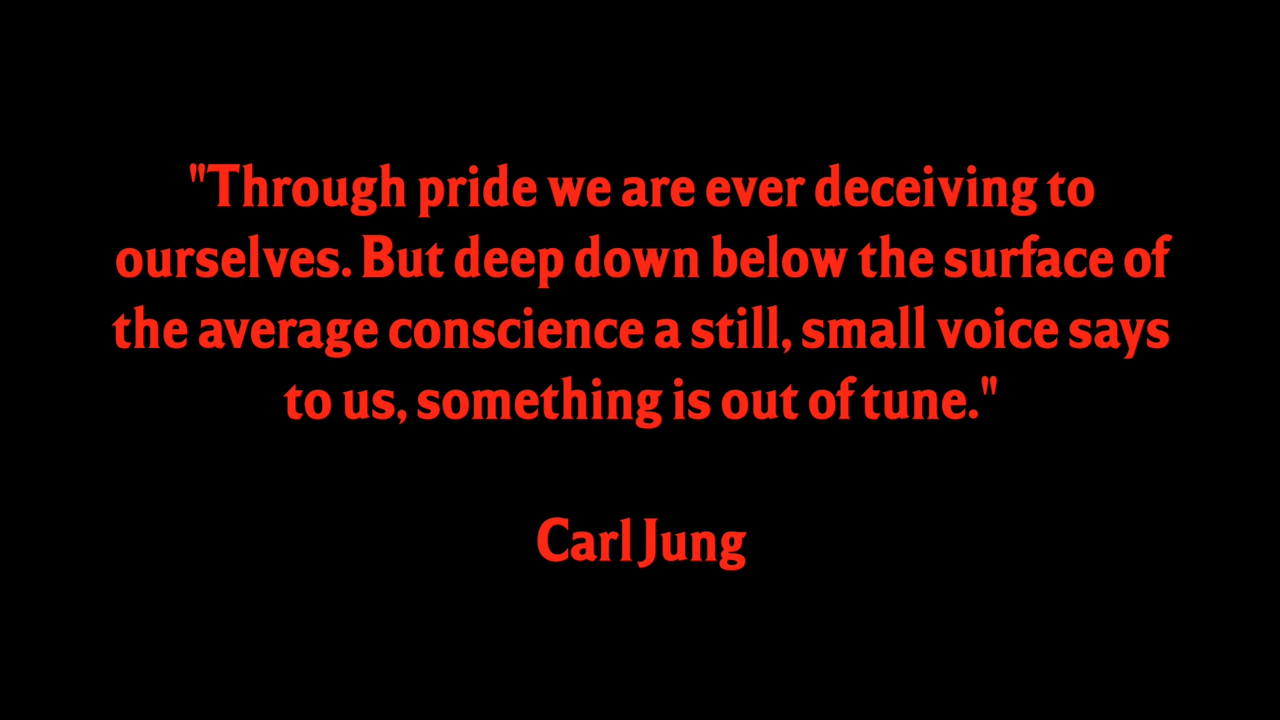 "Through pride we are ever deceiving to
ourselves. But deep down below the surface of
the average conscience a still, small voice says
to us, something is out of tune."
Carl Jung